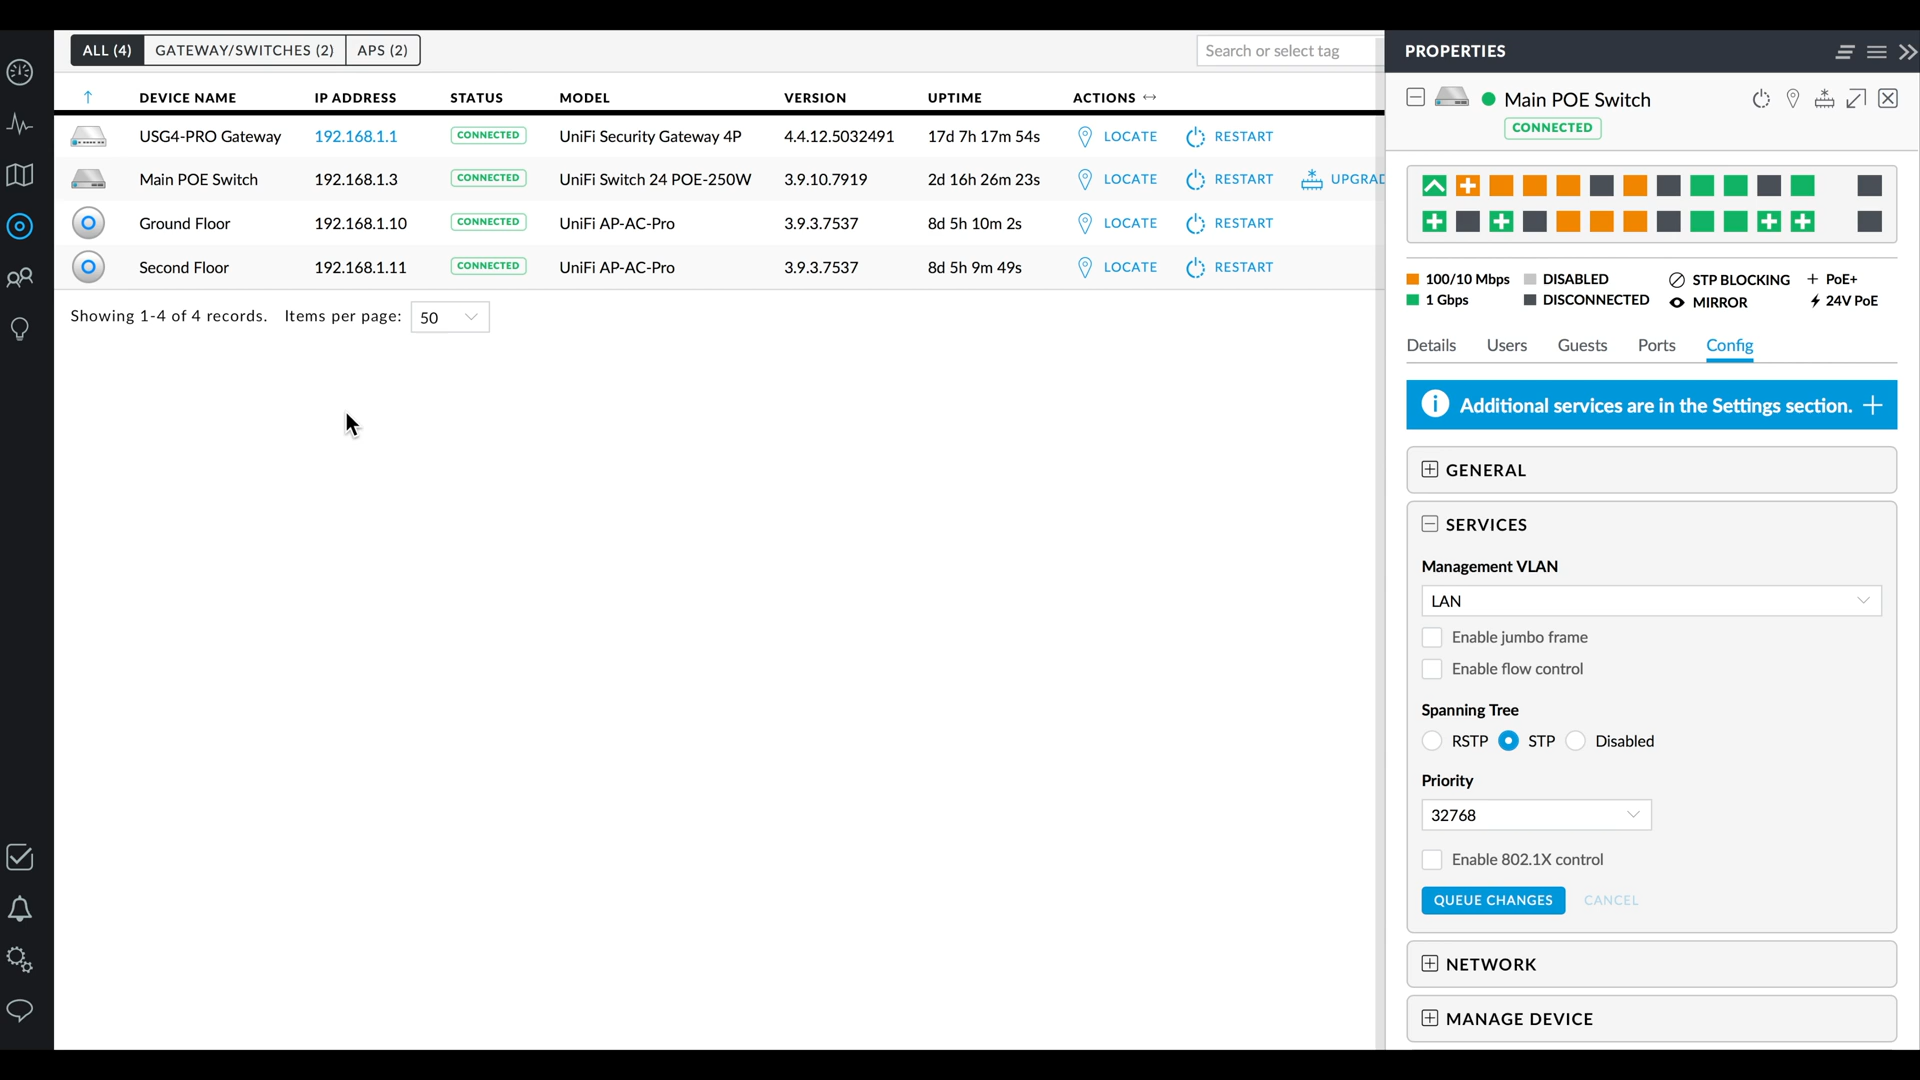 ALL (4) GATEWAY/SWITCHES (2) APS (2) Search or select tag
DEVICE NAME IP ADDRESS STATUS MODEL VERSION UPTIME ACTIONS
USG4-PRO Gateway 192.168.1.1 CONNECTED UniFi Security Gateway 4P 4.4.12.5032491 17d 7h 17m 54s LOCATE RESTART
Main POE Switch 192.168.1.3 CONNECTED UniFi Switch 24 POE-250W 3.9.10.7919 2d 16h 26m 23s LOCATE RESTART UPGRAD
Ground Floor 192.168.1.10 CONNECTED UniFi AP-AC-Pro 3.9.3.7537 8d 5h 10m 2s LOCATE RESTART
Second Floor 192.168.1.11 CONNECTED UniFi AP-AC-Pro 3.9.3.7537 8d 5h 9m 49s LOCATE RESTART
Showing 1-4 of 4 records. Items per page: 50
PROPERTIES
Main POE Switch
CONNECTED
100/10 Mbps DISABLED STP BLOCKING PoE+
1 Gbps DISCONNECTED MIRROR 24V PoE
Details Users Guests Ports Config
Additional services are in the Settings section.
GENERAL
SERVICES
Management VLAN
LAN
Enable jumbo frame
Enable flow control
Spanning Tree
RSTP STP Disabled
Priority
32768
Enable 802.1X control
QUEUE CHANGES CANCEL
NETWORK
MANAGE DEVICE